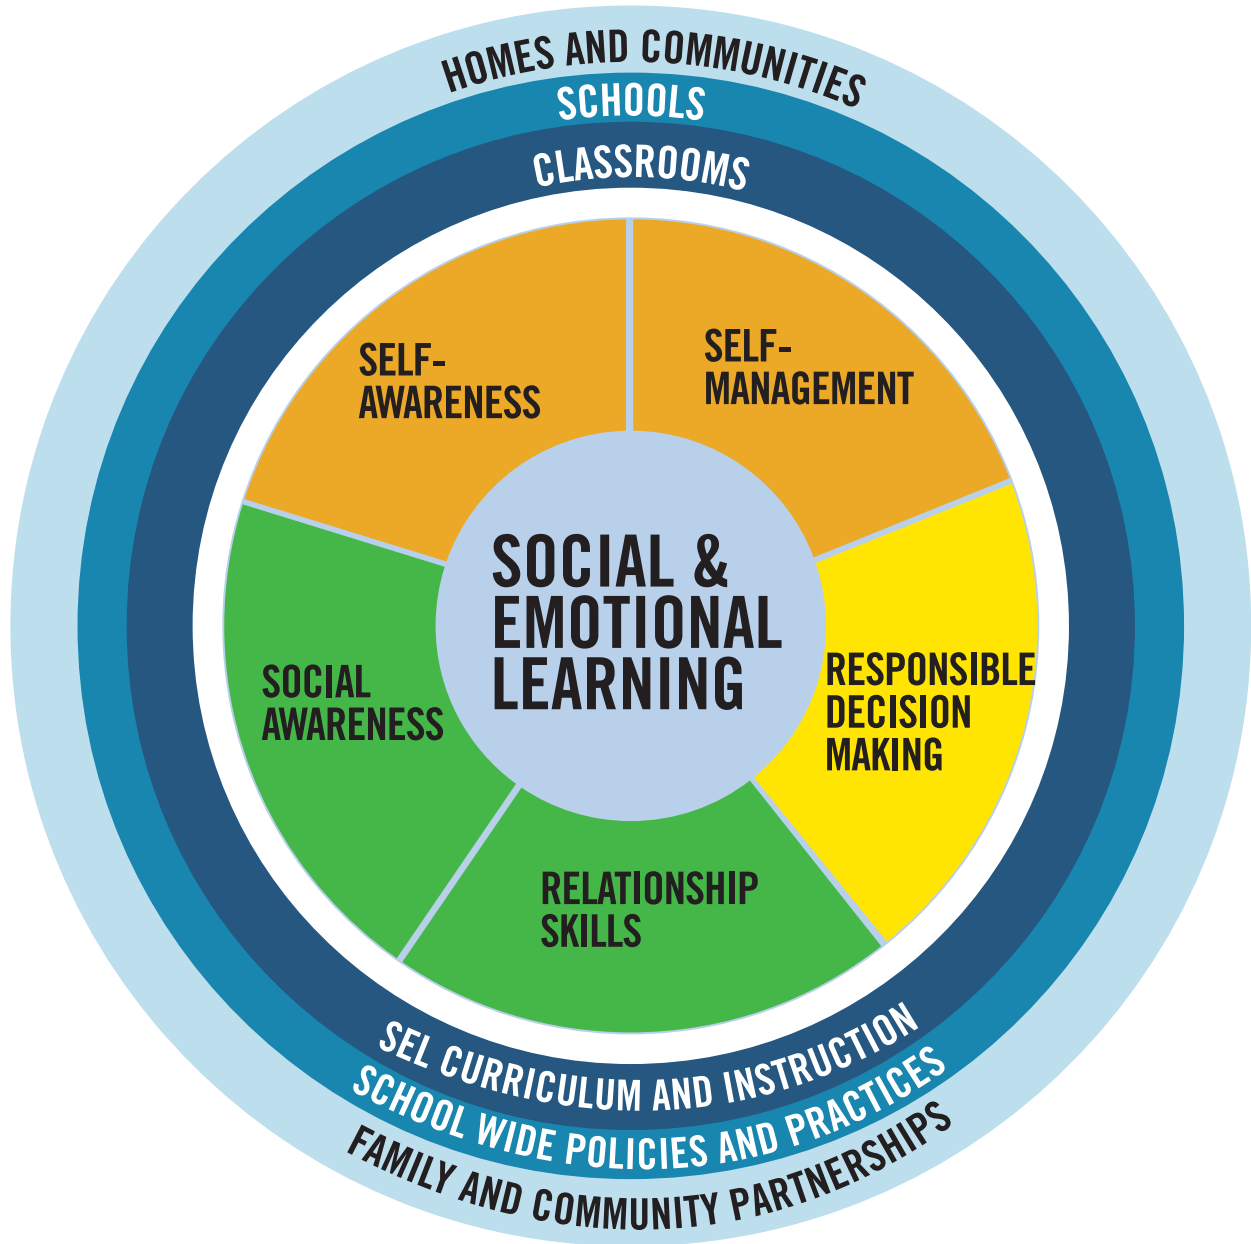 HOMES AND COMMUNITIES
SCHOOLS
CLASSROOMS
SELF-
AWARENESS
SELF-
MANAGEMENT
SOCIAL &
EMOTIONAL
LEARNING
SOCIAL
AWARENESS
RESPONSIBLE
DECISION
MAKING
RELATIONSHIP
SKILLS
SEL CURRICULUM AND INSTRUCTION
SCHOOL WIDE POLICIES AND PRACTICES
FAMILY AND COMMUNITY PARTNERSHIPS